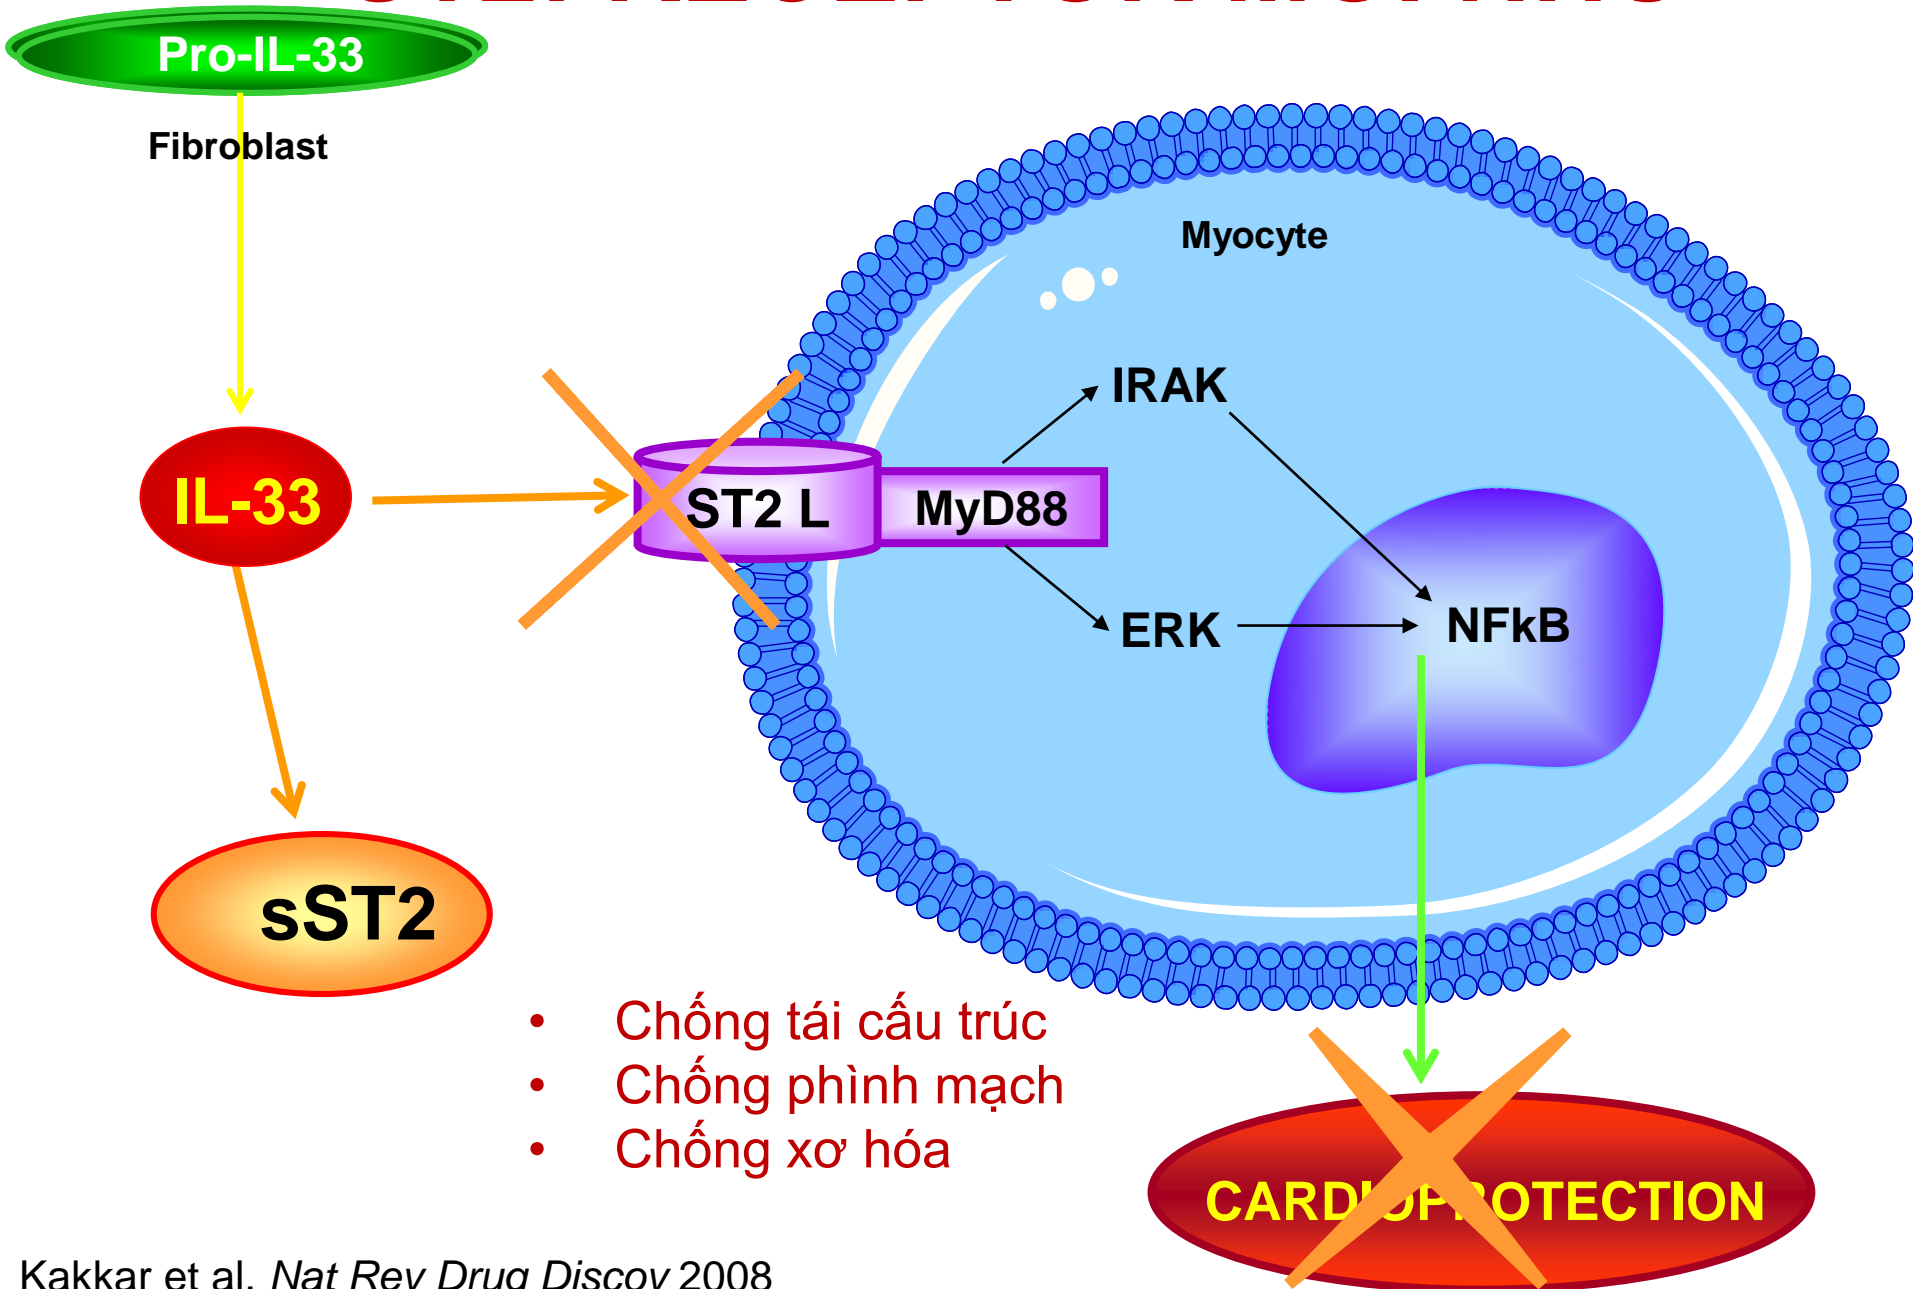 Pro-IL-33
Fibroblast
Myocyte
IRAK
IL-33
ST2 L
MyD88
ERK
NFkB
sST2
• Chống tái cấu trúc
• Chống phình mạch
• Chống xơ hóa
CARDIOPROTECTION
Kakkar et al. Nat Rev Drug Discov 2008